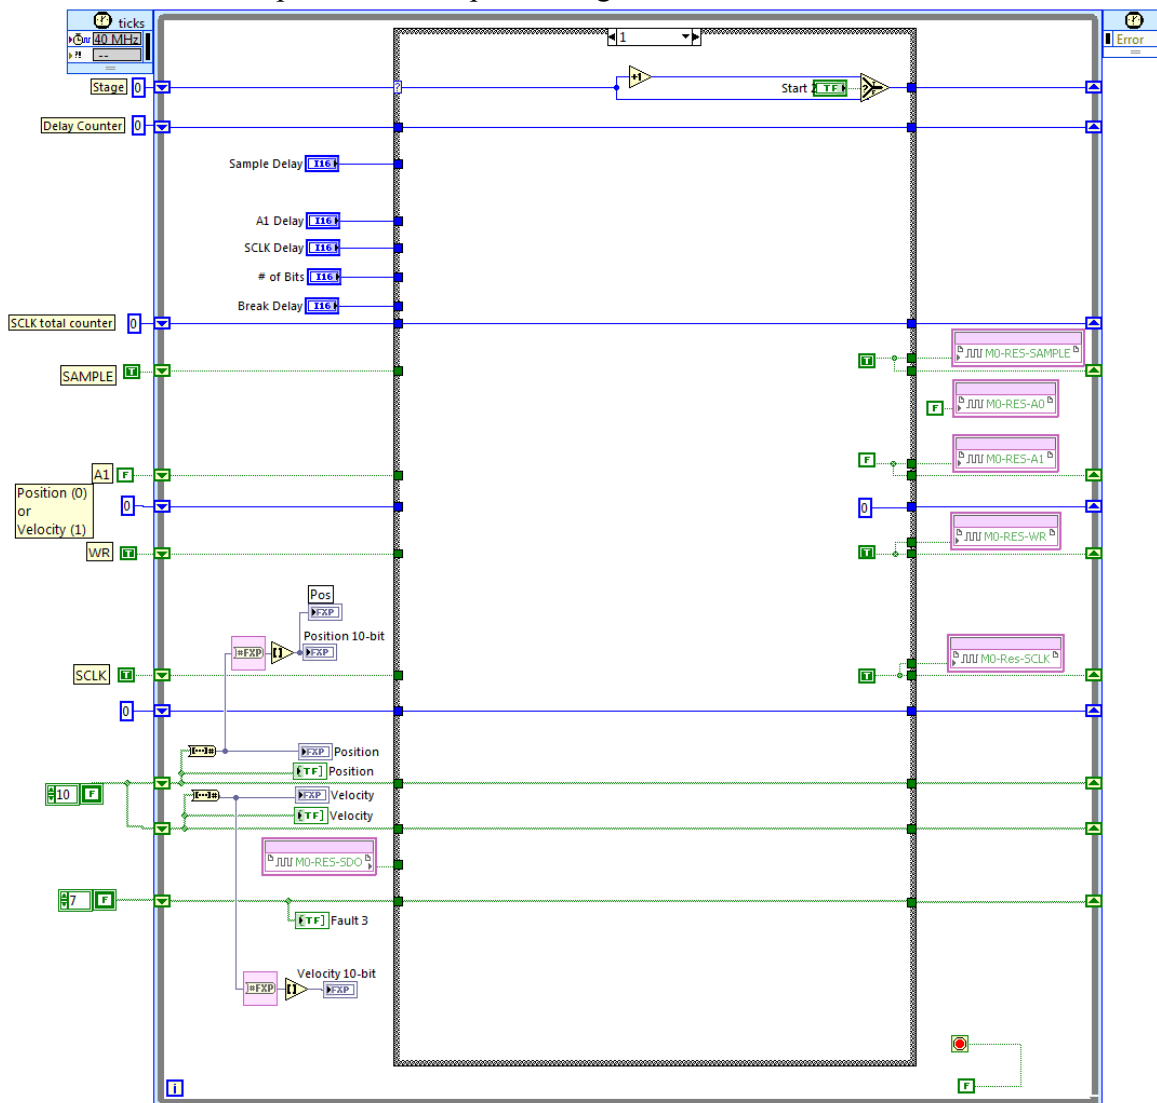 ticks
40 MHz
--
Error
1
Stage
0
+1
Start 2
TF
Delay Counter
0
Sample Delay
I16
A1 Delay
I16
SCLK Delay
I16
# of Bits
I16
Break Delay
I16
SCLK total counter
0
SAMPLE
T
T
M0-RES-SAMPLE
F
M0-RES-A0
A1
F
F
M0-RES-A1
Position (0)
or
Velocity (1)
0
0
WR
T
T
M0-RES-WR
Pos
FXP
Position 10-bit
#FXP
FXP
SCLK
T
T
M0-Res-SCLK
0
FXP
Position
TF
Position
10
F
FXP
Velocity
TF
Velocity
M0-RES-SDO
7
F
TF
Fault 3
Velocity 10-bit
#FXP
FXP
F
i